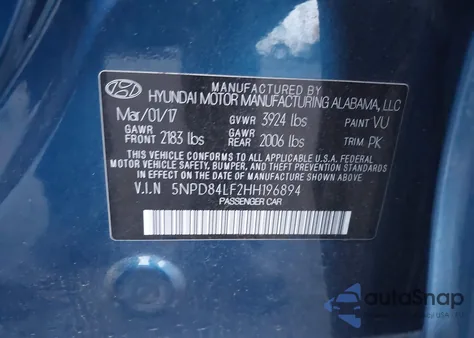 MANUFACTURED BY
HYUNDAI MOTOR MANUFACTURING ALABAMA, LLC
Mar/01/17 GVWR 3924 lbs PAINT VU
GAWR FRONT 2183 lbs GAWR REAR 2006 lbs TRIM PK
THIS VEHICLE CONFORMS TO ALL APPLICABLE U.S. FEDERAL
MOTOR VEHICLE SAFETY, BUMPER, AND THEFT PREVENTION
STANDARDS IN EFFECT ON THE DATE OF MANUFACTURE SHOWN ABOVE.
V.I.N 5NPD84LF2HH196894
PASSENGER CAR
autoSnap